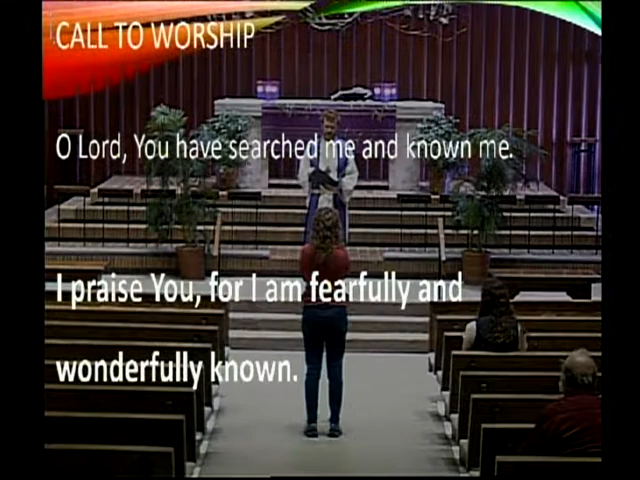 CALL TO WORSHIP
O Lord, You have searched me and known me.
I praise You, for I am fearfully and
wonderfully known.